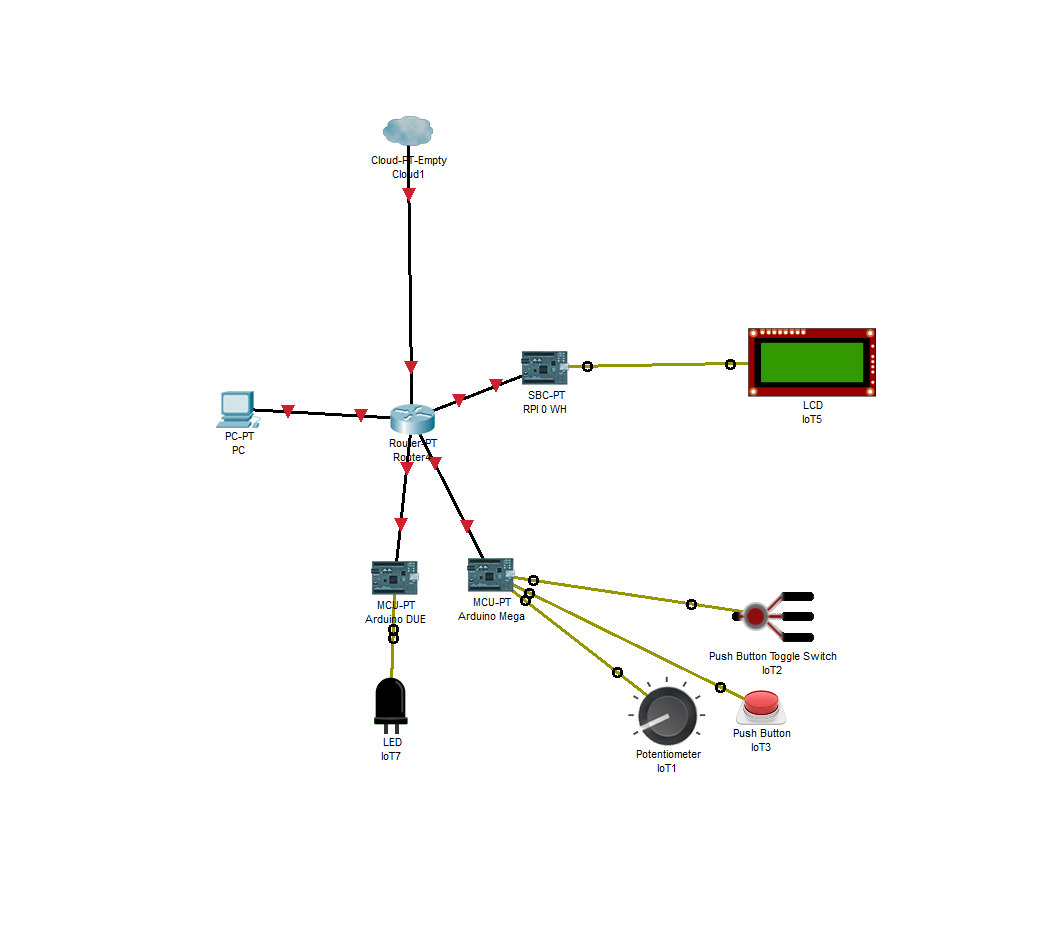 Cloud-PT-Empty
Cloud1
SBC-PT
RPI 0 WH
LCD
IoT5
PC-PT
PC
Router-PT
Router4
MCU-PT
Arduino DUE
MCU-PT
Arduino Mega
Push Button Toggle Switch
IoT2
Push Button
IoT3
LED
IoT7
Potentiometer
IoT1